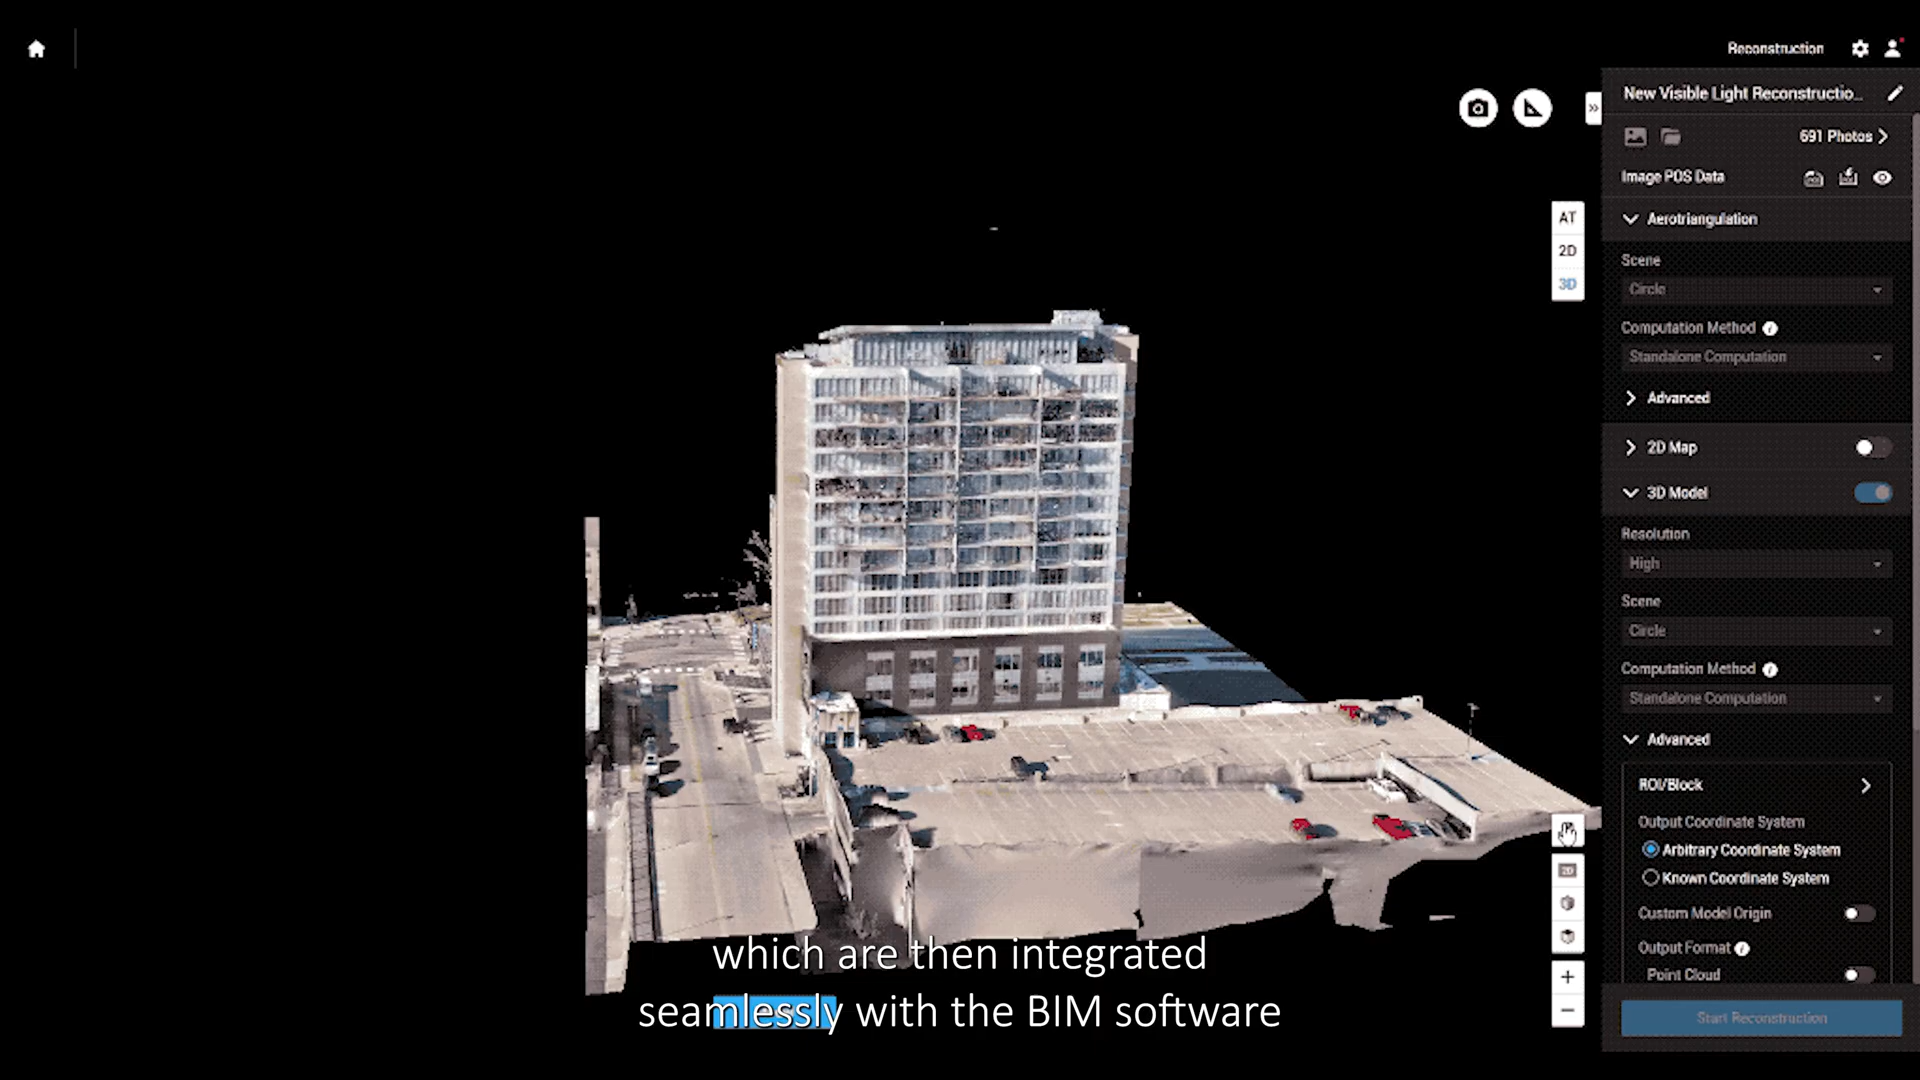 Reconstruction
New Visible Light Reconstructio...
691 Photos
Image POS Data
AT
2D
3D
Aerotriangulation
Scene
Circle
Computation Method
Standalone Computation
Advanced
2D Map
3D Model
Resolution
High
Scene
Circle
Computation Method
Standalone Computation
Advanced
ROI/Block
Output Coordinate System
Arbitrary Coordinate System
Known Coordinate System
Custom Model Origin
Output Format
Point Cloud
Start Reconstruction
which are then integrated
seamlessly with the BIM software